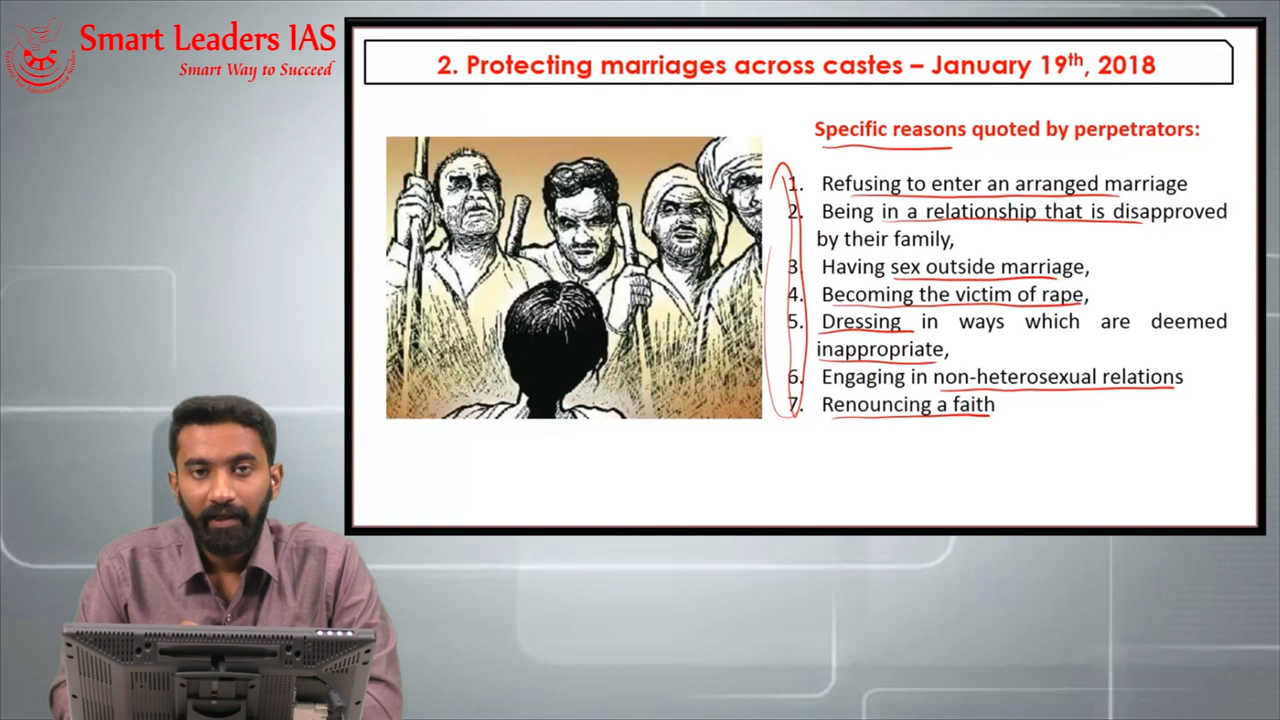 Smart Leaders IAS
Smart Way to Succeed
2. Protecting marriages across castes – January 19th, 2018
Specific reasons quoted by perpetrators:
1. Refusing to enter an arranged marriage
2. Being in a relationship that is disapproved
by their family,
3. Having sex outside marriage,
4. Becoming the victim of rape,
5. Dressing in ways which are deemed
inappropriate,
6. Engaging in non-heterosexual relations
7. Renouncing a faith